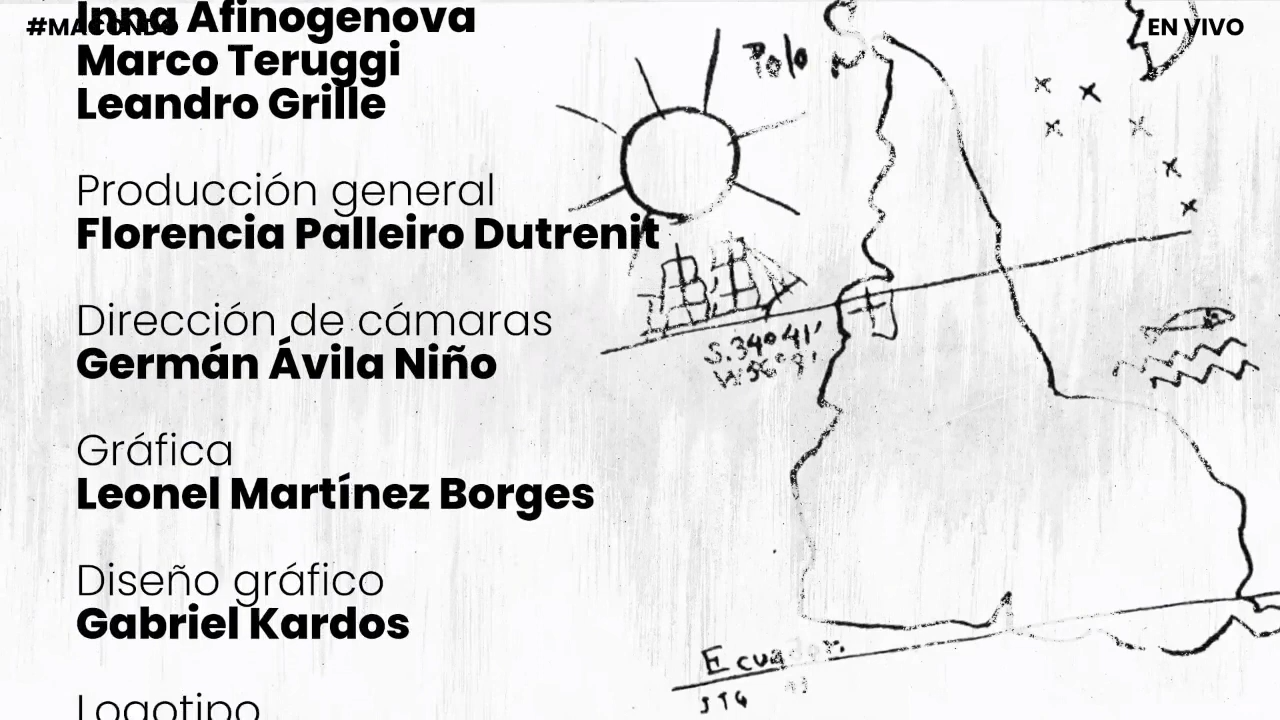 #MACONDO
EN VIVO
Inna Afinogenova
Marco Teruggi
Leandro Grille
Producción general
Florencia Palleiro Dutrenit
Dirección de cámaras
Germán Ávila Niño
Gráfica
Leonel Martínez Borges
Diseño gráfico
Gabriel Kardos
Logotipo
Polo
S
S.34º41'
Ecuador